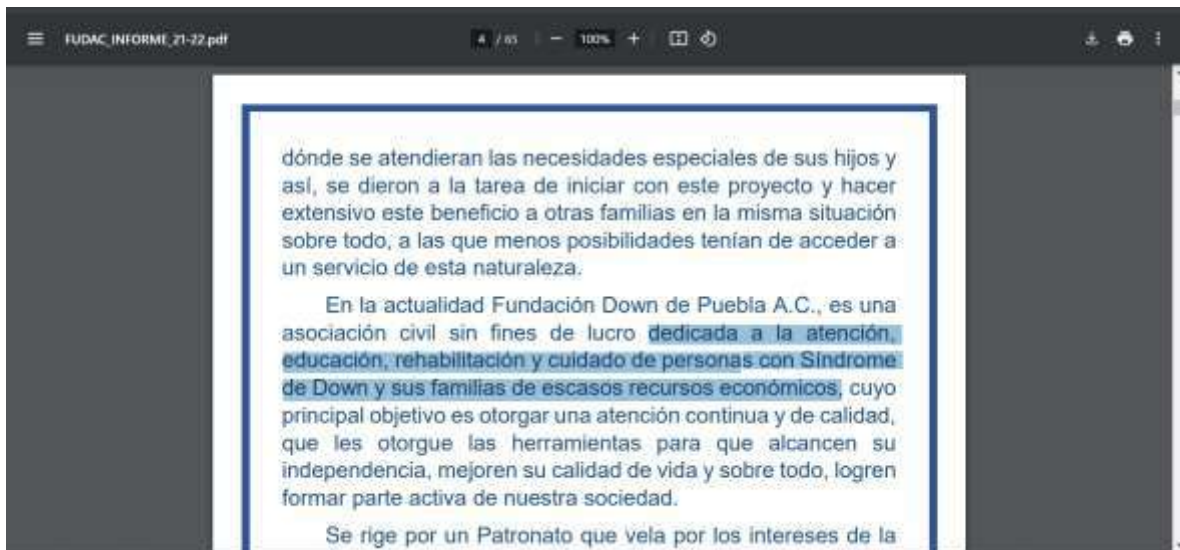 FUDAC_INFORME_21-22.pdf
4 / 65
100%
dónde se atendieran las necesidades especiales de sus hijos y
así, se dieron a la tarea de iniciar con este proyecto y hacer
extensivo este beneficio a otras familias en la misma situación
sobre todo, a las que menos posibilidades tenían de acceder a
un servicio de esta naturaleza.
En la actualidad Fundación Down de Puebla A.C., es una
asociación civil sin fines de lucro dedicada a la atención,
educación, rehabilitación y cuidado de personas con Síndrome
de Down y sus familias de escasos recursos económicos, cuyo
principal objetivo es otorgar una atención continua y de calidad,
que les otorgue las herramientas para que alcancen su
independencia, mejoren su calidad de vida y sobre todo, logren
formar parte activa de nuestra sociedad.
Se rige por un Patronato que vela por los intereses de la